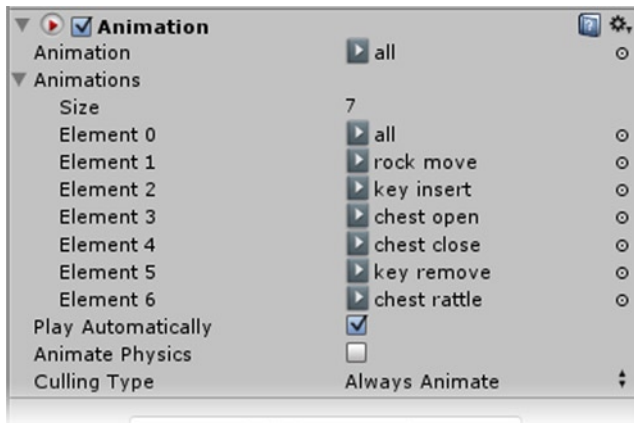 Animation
Animation all
Animations
Size 7
Element 0 all
Element 1 rock move
Element 2 key insert
Element 3 chest open
Element 4 chest close
Element 5 key remove
Element 6 chest rattle
Play Automatically
Animate Physics
Culling Type Always Animate